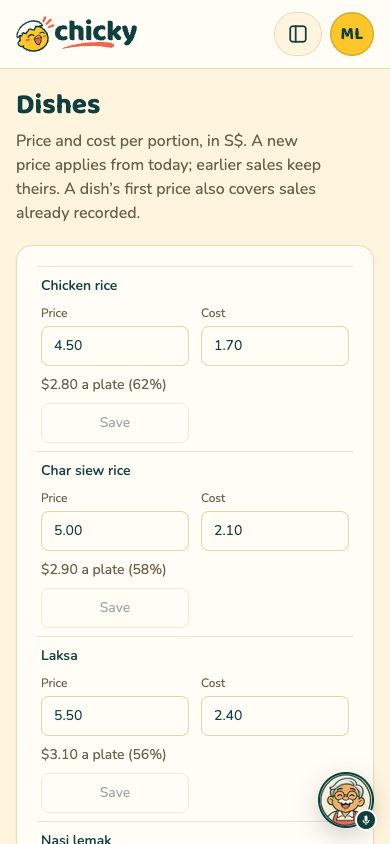 chicky
MŁ
Dishes
Price and cost per portion, in S$. A new
price applies from today; earlier sales keep
theirs. A dish's first price also covers sales
already recorded.
Chicken rice
Price
Cost
4.50
1.70
$2.80 a plate (62%)
Save
Char siew rice
Price
Cost
5.00
2.10
$2.90 a plate (58%)
Save
Laksa
Price
Cost
5.50
2.40
$3.10 a plate (56%)
Save
Nasi lemak